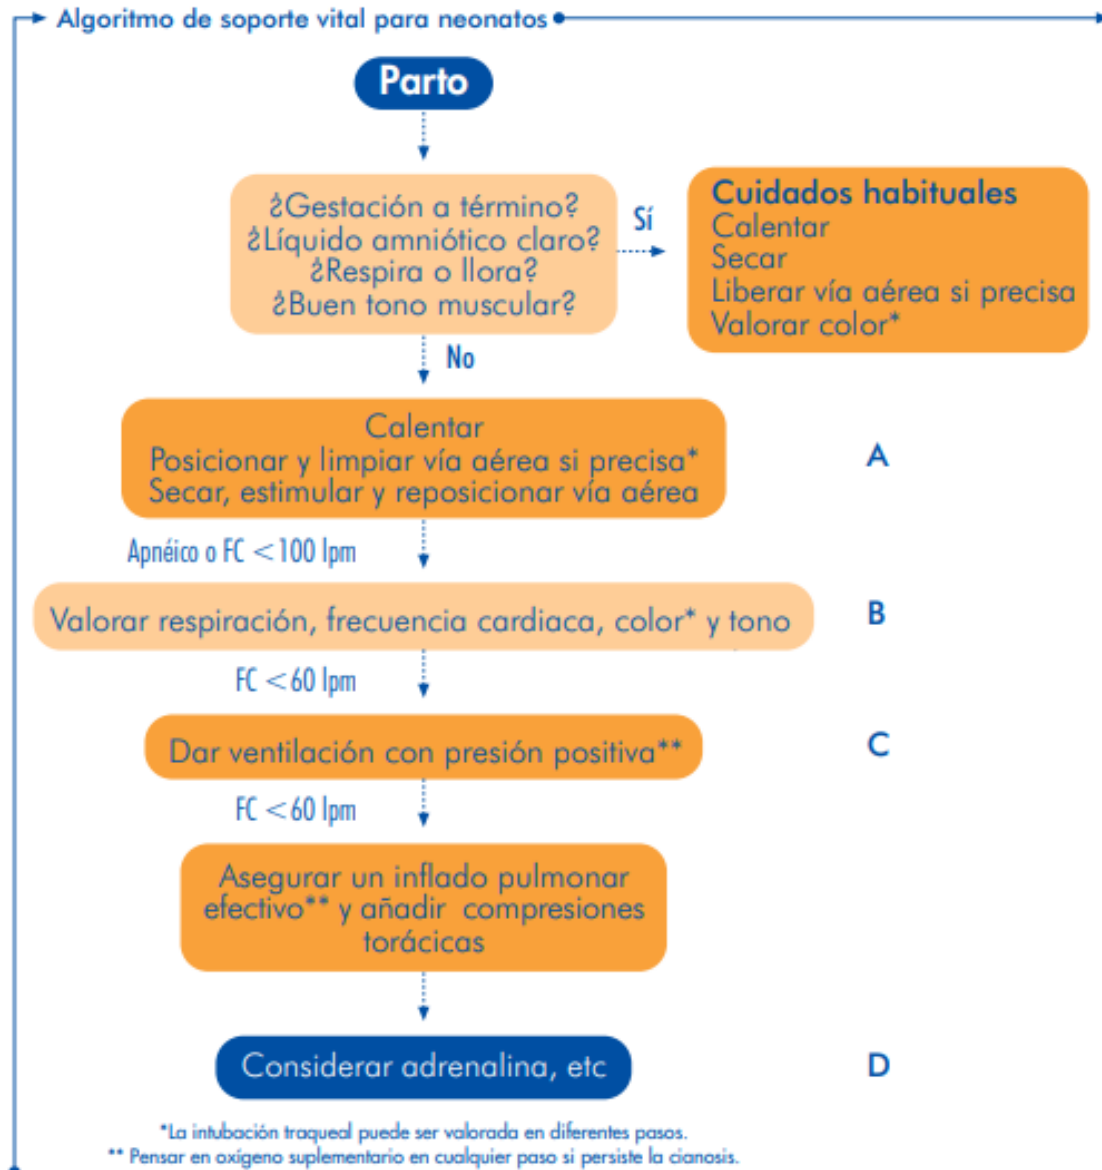 Algoritmo de soporte vital para neonatos
Parto
¿Gestación a término?
¿Líquido amniótico claro?
¿Respira o llora?
¿Buen tono muscular?
Sí
Cuidados habituales
Calentar
Secar
Liberar vía aérea si precisa
Valorar color*
No
Calentar
Posicionar y limpiar vía aérea si precisa*
Secar, estimular y reposicionar vía aérea
A
Apnéico o FC <100 lpm
Valorar respiración, frecuencia cardiaca, color* y tono
B
FC <60 lpm
Dar ventilación con presión positiva**
C
FC <60 lpm
Asegurar un inflado pulmonar
efectivo** y añadir compresiones
torácicas
Considerar adrenalina, etc
D
*La intubación traqueal puede ser valorada en diferentes pasos.
** Pensar en oxígeno suplementario en cualquier paso si persiste la cianosis.